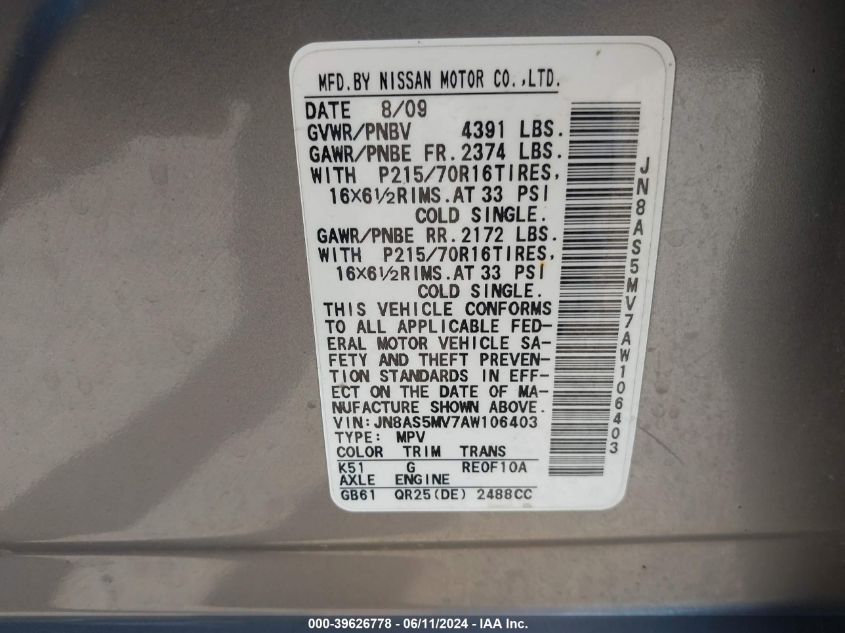 MFD.BY NISSAN MOTOR CO.,LTD.
DATE 8/09
GVWR/PNBV 4391 LBS.
GAWR/PNBE FR.2374 LBS.
WITH P215/70R16TIRES,
16X6½RIMS.AT 33 PSI
COLD SINGLE.
GAWR/PNBE RR.2172 LBS.
WITH P215/70R16TIRES,
16X6½RIMS.AT 33 PSI
COLD SINGLE.
THIS VEHICLE CONFORMS
TO ALL APPLICABLE FED-
ERAL MOTOR VEHICLE SA-
FETY AND THEFT PREVEN-
TION STANDARDS IN EFF-
ECT ON THE DATE OF MA-
NUFACTURE SHOWN ABOVE.
VIN:JN8AS5MV7AW106403
TYPE: MPV
COLOR TRIM TRANS
K51 G RE0F10A
AXLE ENGINE
GB61 QR25(DE) 2488CC
JN8AS5MV7AW106403
000-39626778 - 06/11/2024 - IAA Inc.